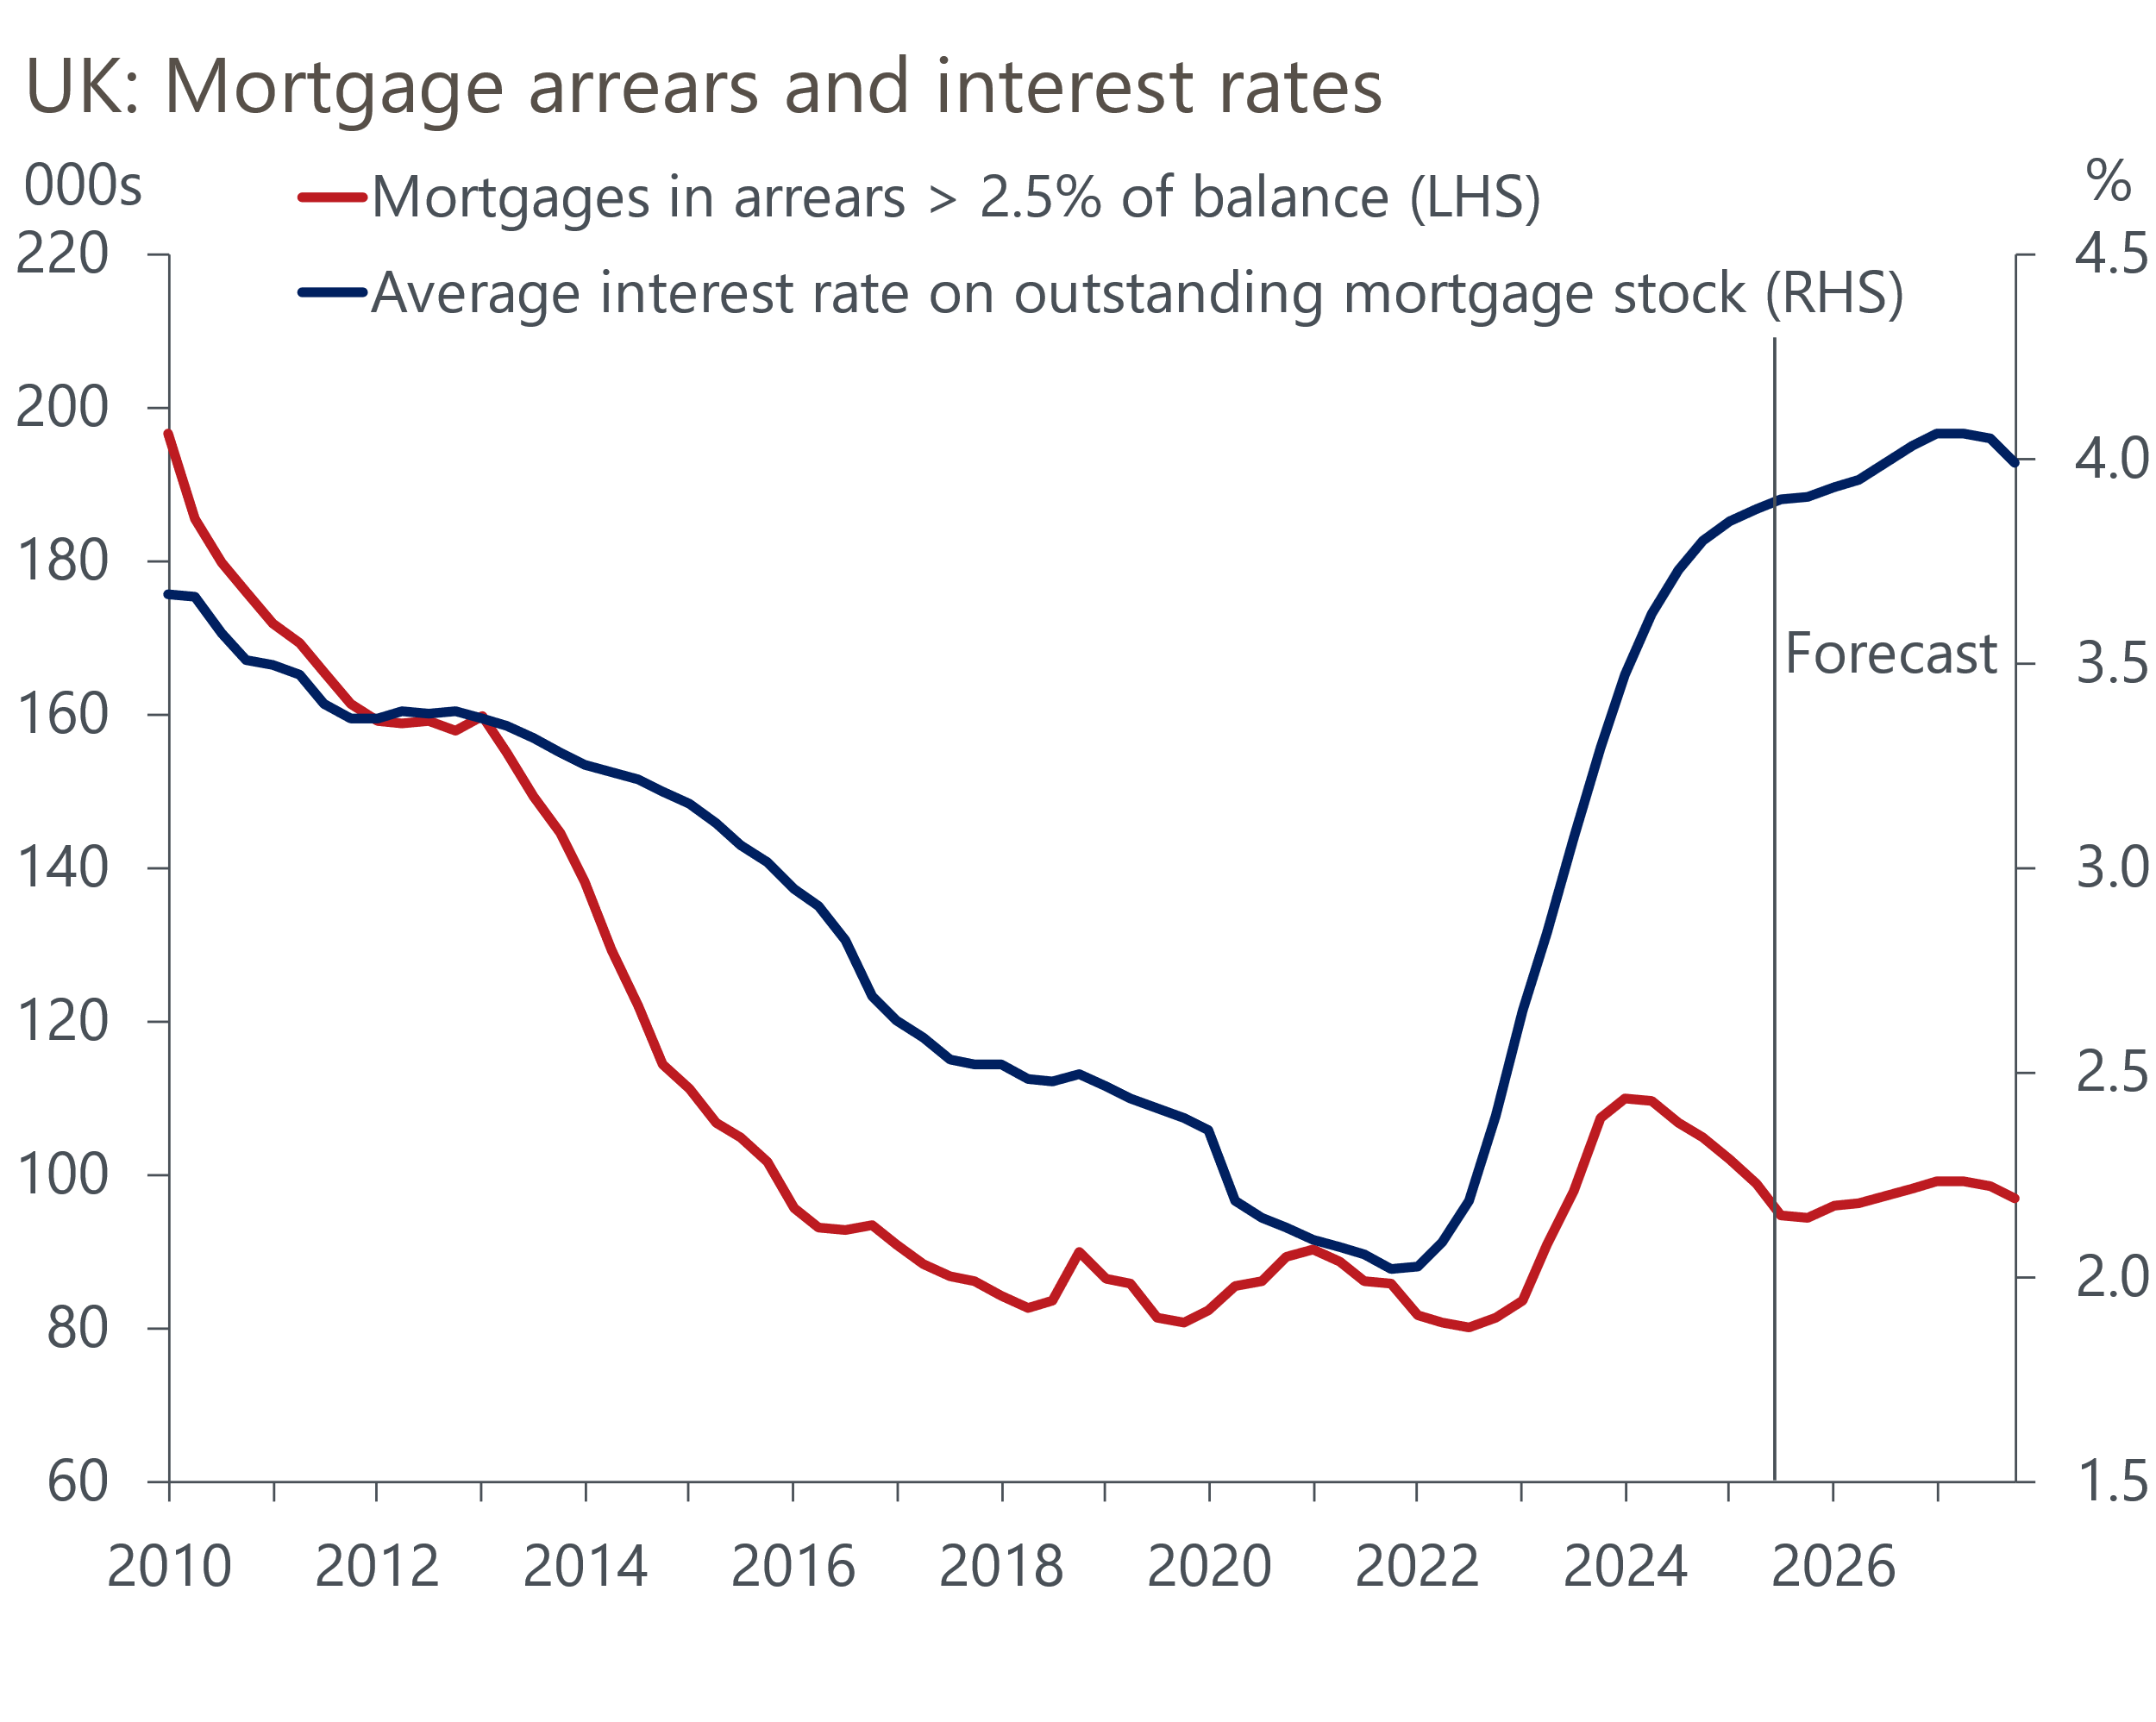 UK: Mortgage arrears and interest rates
000s
Mortgages in arrears > 2.5% of balance (LHS)
%
220
4.5
Average interest rate on outstanding mortgage stock (RHS)
200
4.0
180
Forecast
3.5
160
140
3.0
120
2.5
100
2.0
80
60
1.5
2010 2012 2014 2016 2018 2020 2022 2024 2026